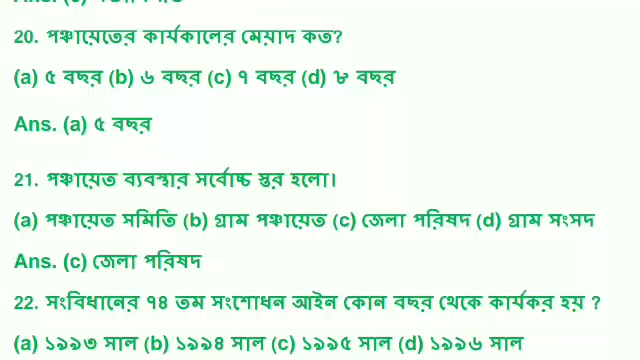 20. পঞ্চায়েতের কার্যকালের মেয়াদ কত?
(a) ৫ বছর (b) ৬ বছর (c) ৭ বছর (d) ৮ বছর
Ans. (a) ৫ বছর
21. পঞ্চায়েত ব্যবস্থার সর্বোচ্চ স্তর হলো।
(a) পঞ্চায়েত সমিতি (b) গ্রাম পঞ্চায়েত (c) জেলা পরিষদ (d) গ্রাম সংসদ
Ans. (c) জেলা পরিষদ
22. সংবিধানের ৭৪ তম সংশোধন আইন কোন বছর থেকে কার্যকর হয় ?
(a) ১৯৯৩ সাল (b) ১৯৯৪ সাল (c) ১৯৯৫ সাল (d) ১৯৯৬ সাল